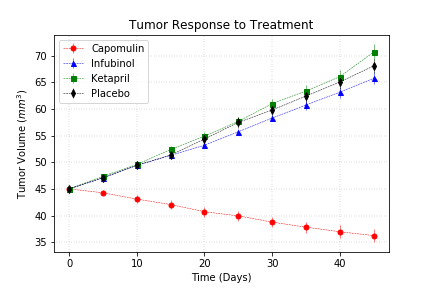 Tumor Response to Treatment
Capomulin
Infubinol
Ketapril
Placebo
Tumor Volume (mm³)
70
65
60
55
50
45
40
35
0 10 20 30 40
Time (Days)